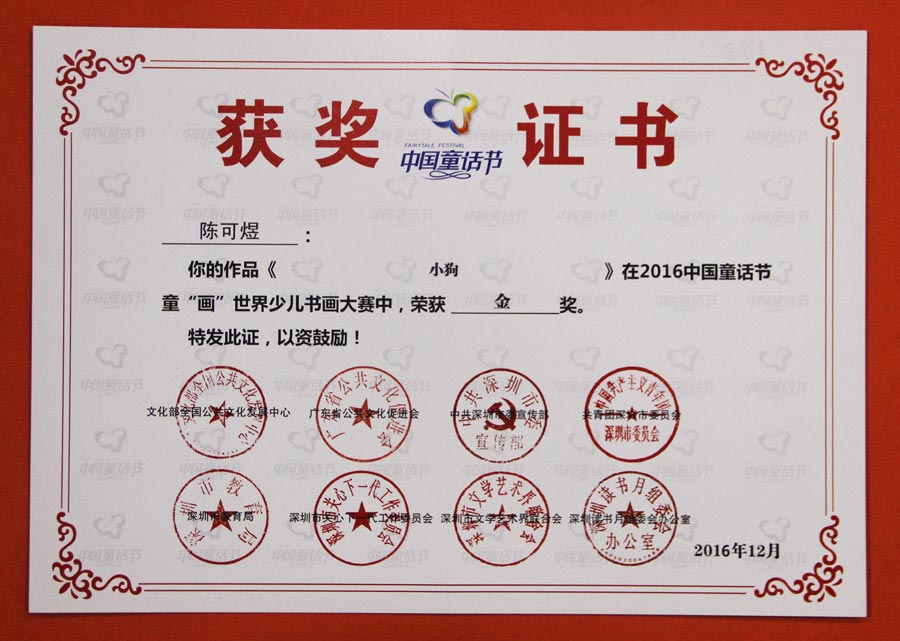 获奖 证书
FAIRYTALE FESTIVAL
中国童话节
陈可煜：
你的作品《 小狗 》在2016中国童话节
童“画”世界少儿书画大赛中，荣获 金 奖。
特发此证，以资鼓励！
文化部全国公共文化发展中心 广东省公共文化促进会 中共深圳市委宣传部 共青团深圳市委员会
深圳市教育局 深圳市关心下一代工作委员会 深圳市文学艺术界联合会 深圳读书月组委会办公室
2016年12月